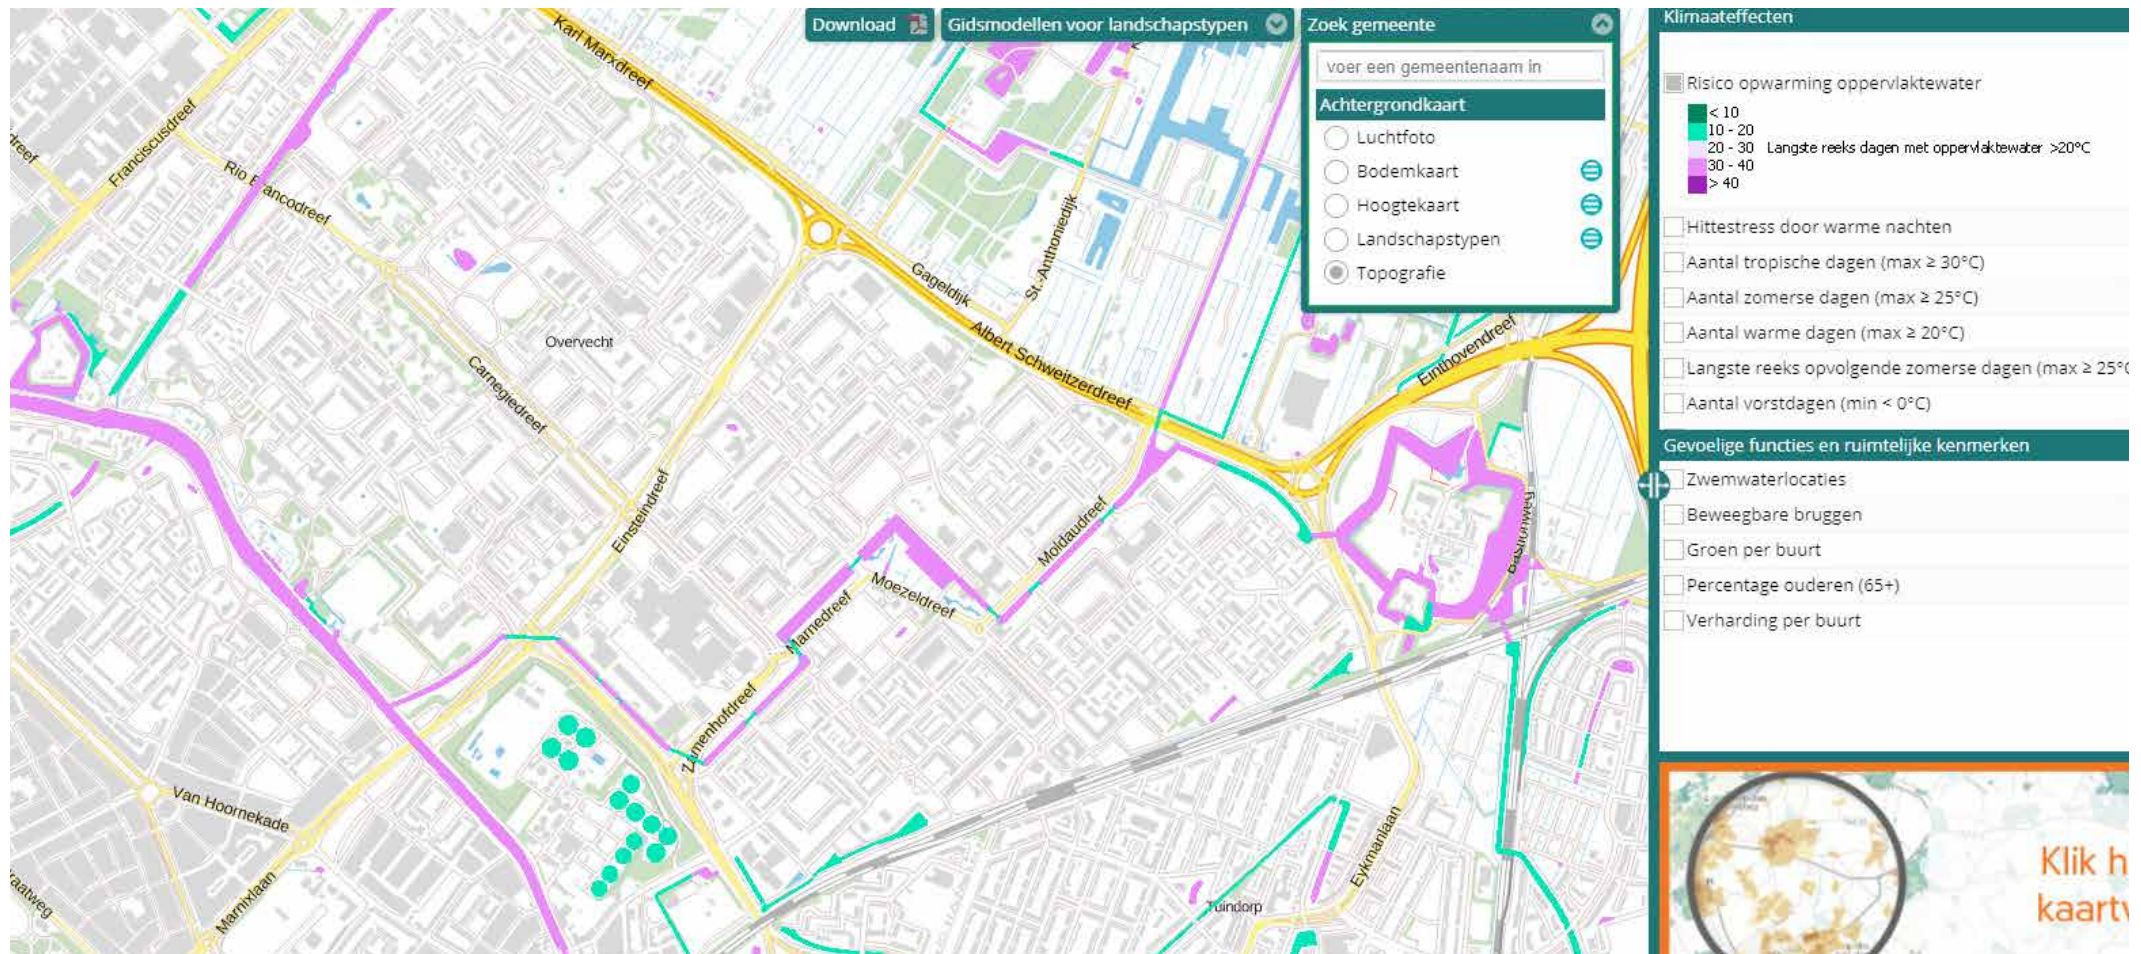 Download
Gidsmodellen voor landschapstypen
Zoek gemeente
voer een gemeentenaam in
Achtergrondkaart
Luchtfoto
Bodemkaart
Hoogtekaart
Landschapstypen
Topografie
Klimaateffecten
Risico opwarming oppervlaktewater
< 10
10 - 20
20 - 30 Langste reeks dagen met oppervlaktewater >20°C
30 - 40
> 40
Hittestress door warme nachten
Aantal tropische dagen (max ≥ 30°C)
Aantal zomerse dagen (max ≥ 25°C)
Aantal warme dagen (max ≥ 20°C)
Langste reeks opvolgende zomerse dagen (max ≥ 25°C
Aantal vorstdagen (min < 0°C)
Gevoelige functies en ruimtelijke kenmerken
Zwemwaterlocaties
Beweegbare bruggen
Groen per buurt
Percentage ouderen (65+)
Verharding per buurt
Klik h
kaartv
Karl Marxdreef
Franciscusdreef
dreef
Rio Blancodreef
Overvecht
Carnegiedreef
Einsteindreef
Gageldijk
St.-Anthoniedijk
Albert Schweitzerdreef
Einthovendreef
Moldaudreef
Bastionweg
Moezeldreef
Marnedreef
Zamenhofdreef
Van Hoornekade
Marnixlaan
raatweg
Eykmanlaan
Tuindorp